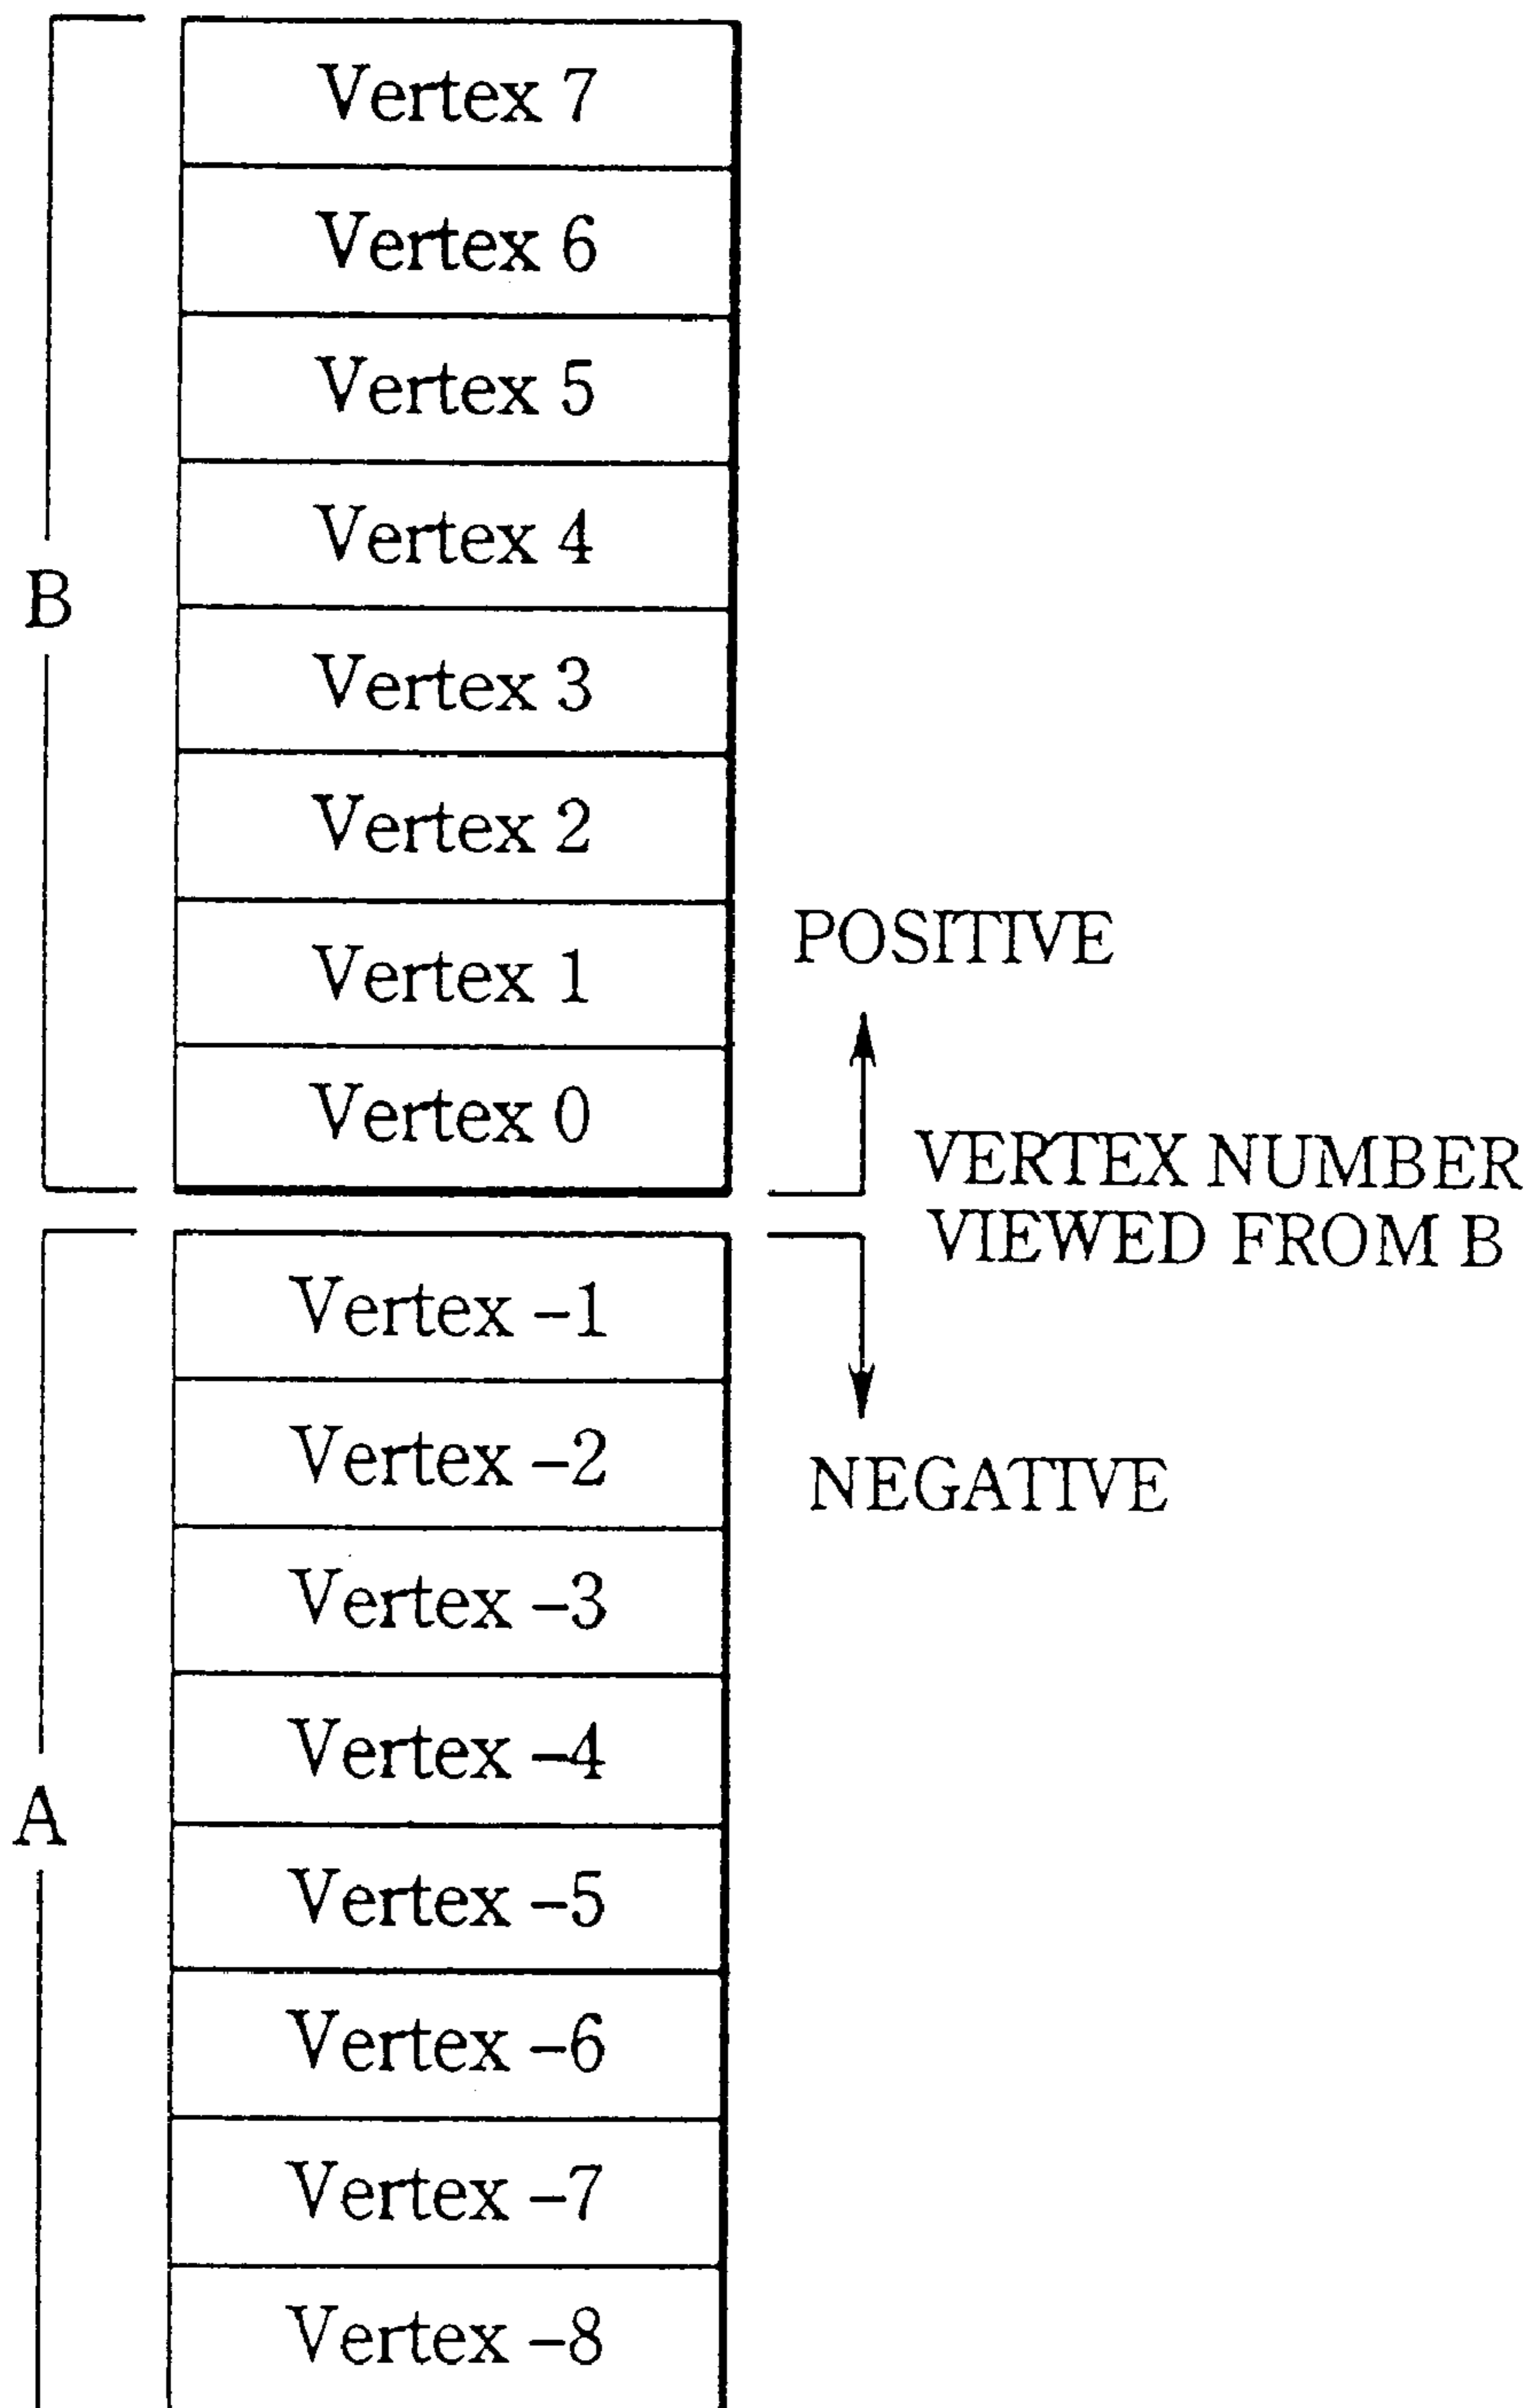 Vertex 7
Vertex 6
Vertex 5
Vertex 4
B
Vertex 3
Vertex 2
Vertex 1
POSITIVE
Vertex 0
VERTEX NUMBER
VIEWED FROM B
Vertex –1
Vertex –2
NEGATIVE
Vertex –3
Vertex –4
A
Vertex –5
Vertex –6
Vertex –7
Vertex –8